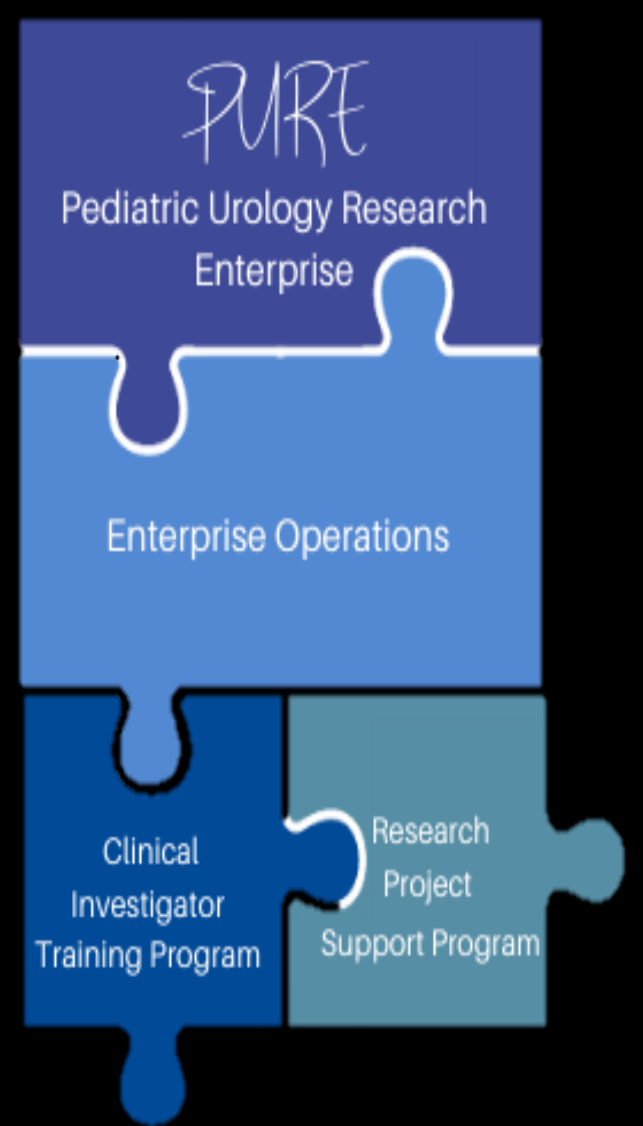 PURE
Pediatric Urology Research
Enterprise
Enterprise Operations
Clinical
Investigator
Training Program
Research
Project
Support Program